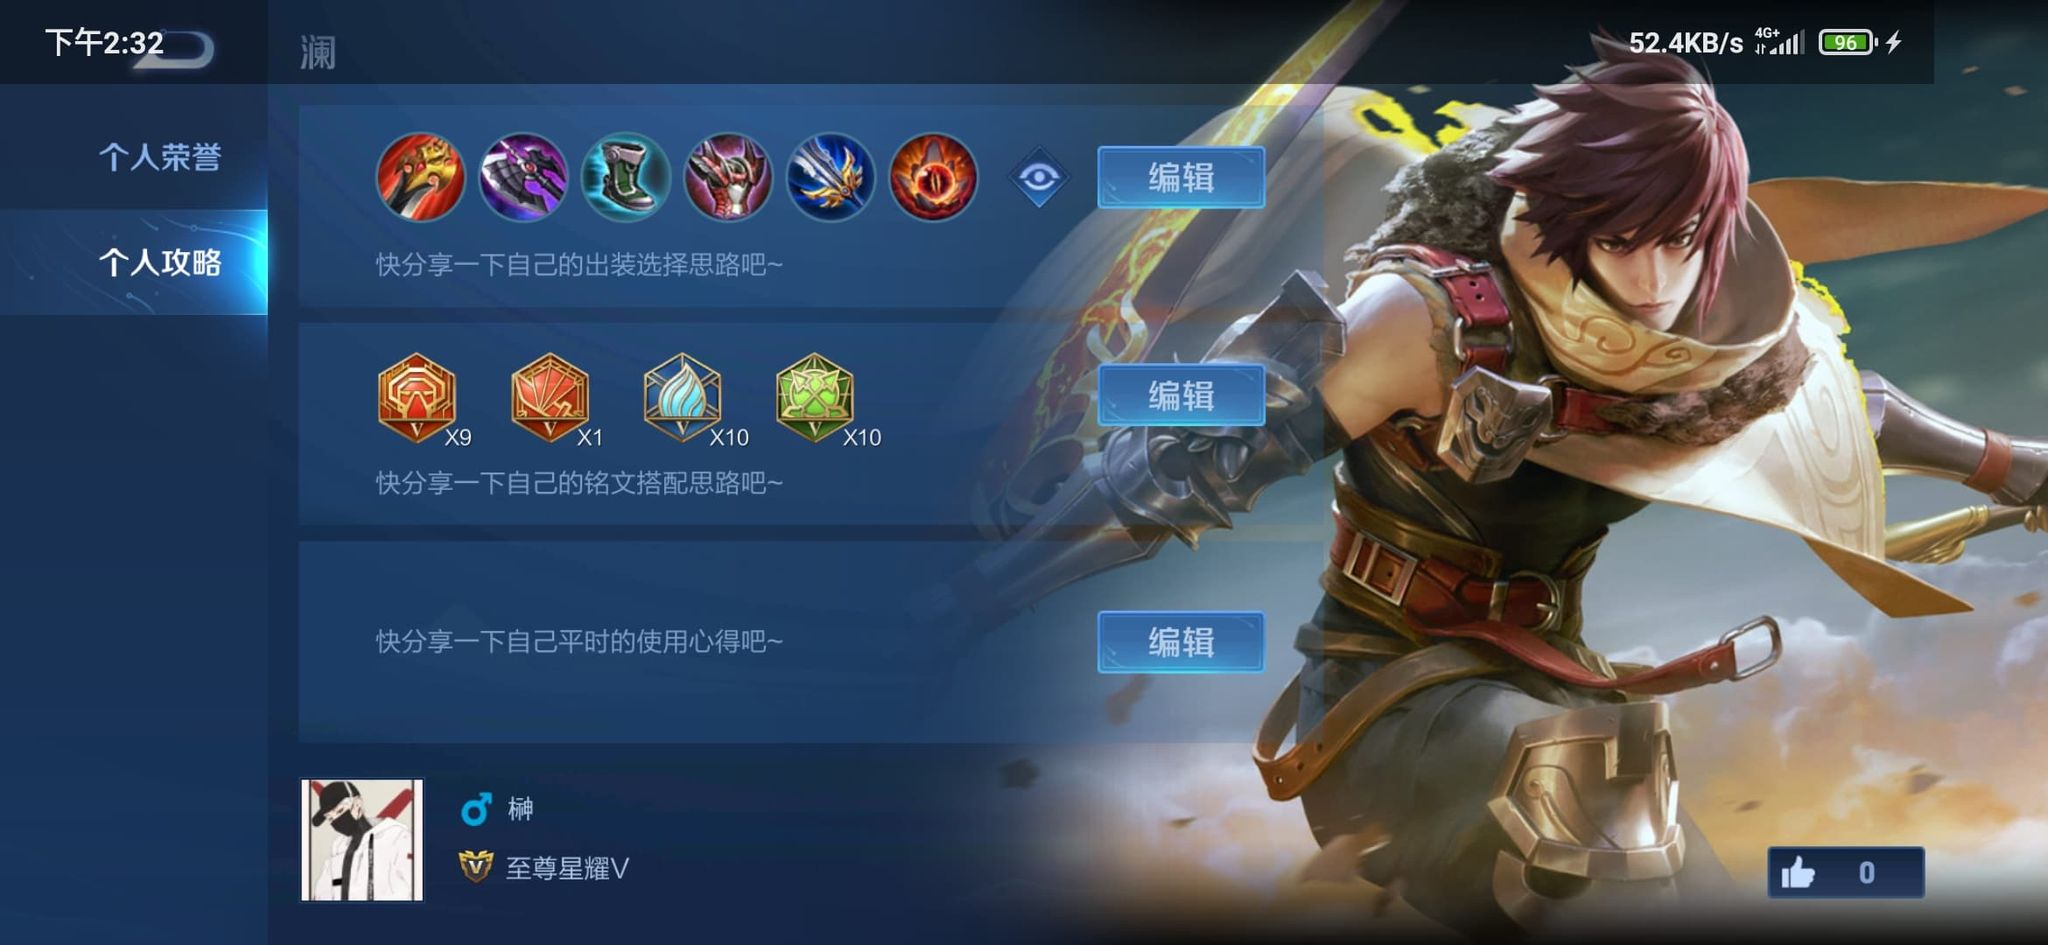 下午2:32
澜
52.4KB/s 4G+ 96
个人荣誉
个人攻略
编辑
快分享一下自己的出装选择思路吧~
V X9 V X1 V X10 V X10
编辑
快分享一下自己的铭文搭配思路吧~
快分享一下自己平时的使用心得吧~
编辑
榊
V 至尊星耀V
0